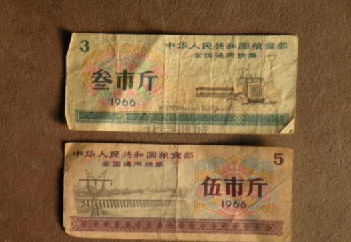 3
中华人民共和国粮食部
全国通用粮票
叁市斤
1966
中华人民共和国粮食部
全国通用粮票
5
伍市斤
1966